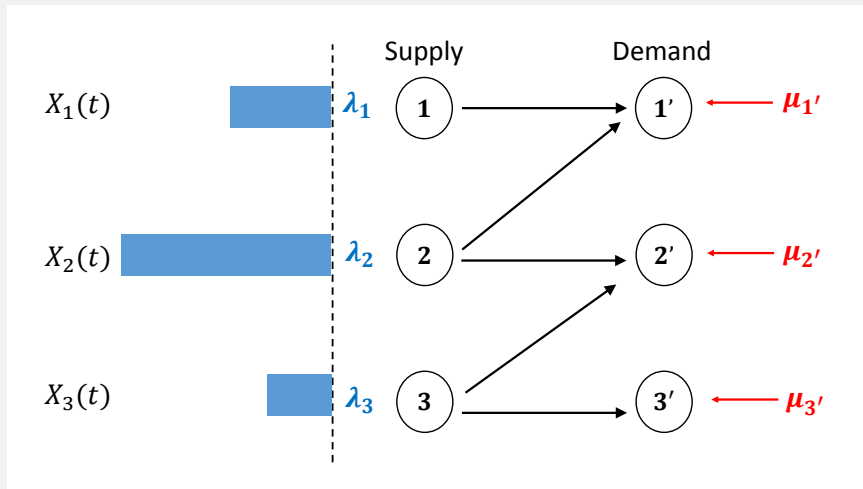 Supply Demand
X₁(t) λ₁ 1 1' μ₁′
X₂(t) λ₂ 2 2' μ₂′
X₃(t) λ₃ 3 3′ μ₃′